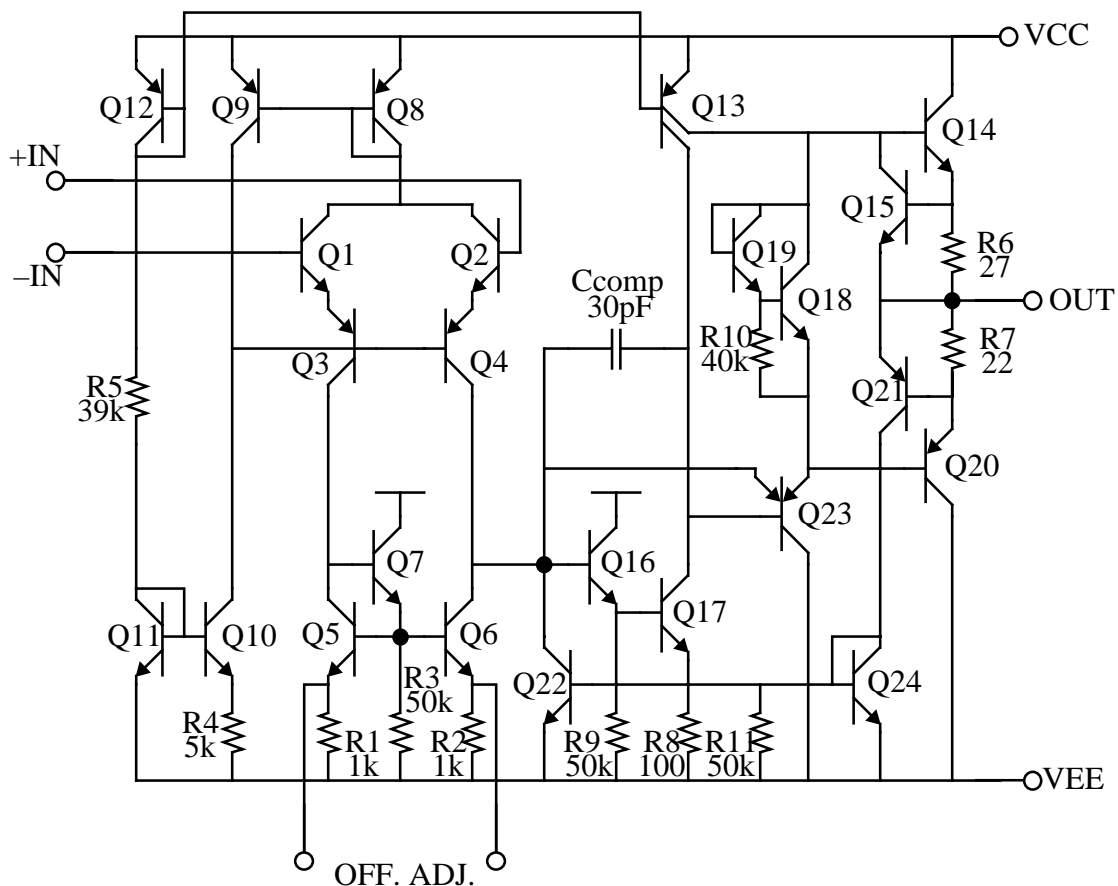 VCC
Q12
Q9
Q8
Q13
Q14
+IN
Q15
Q1
Q2
Q19
R6
27
–IN
Ccomp
30pF
Q18
OUT
R10
40k
R7
22
Q3
Q4
R5
39k
Q21
Q20
Q23
Q7
Q16
Q17
Q11
Q10
Q5
Q6
R3
50k
Q22
Q24
R4
5k
R1
1k
R2
1k
R9
50k
R8
100
R11
50k
VEE
OFF. ADJ.